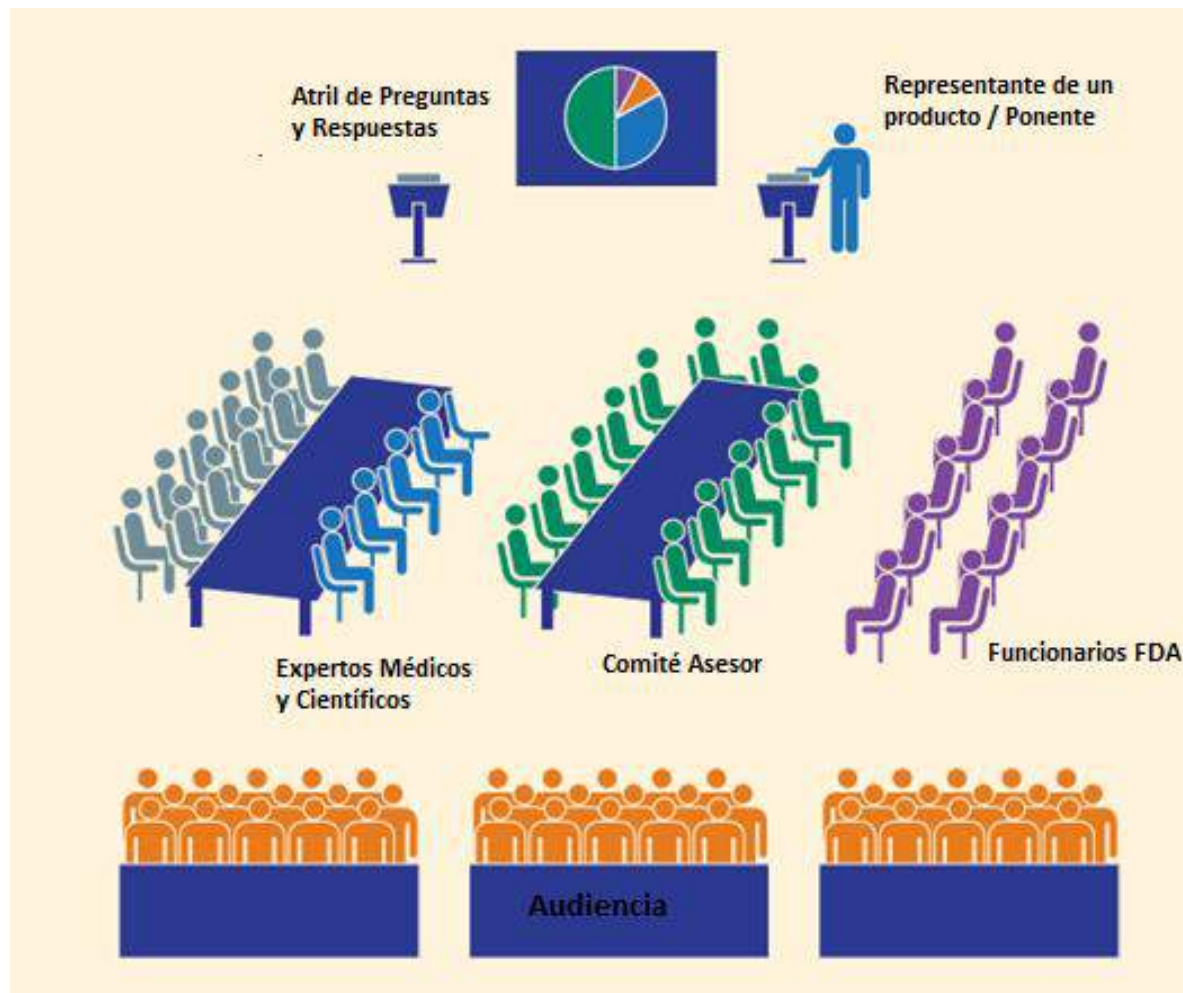 Atril de Preguntas
y Respuestas
Representante de un
producto / Ponente
Expertos Médicos
y Científicos
Comité Asesor
Funcionarios FDA
Audiencia